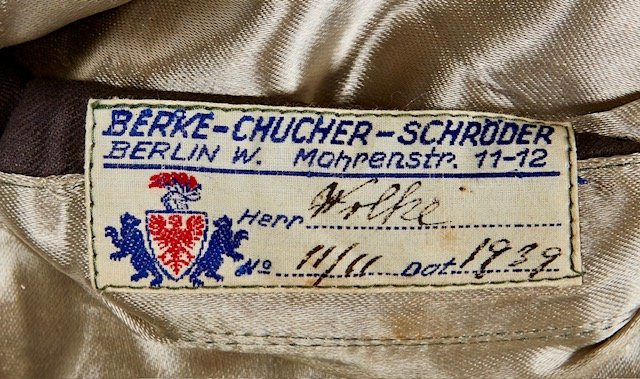 BERKE-CHUCHER-SCHRÖDER
BERLIN W. Mohrenstr. 11-12
Herr Wolke
No 11/11 Dat. 1939